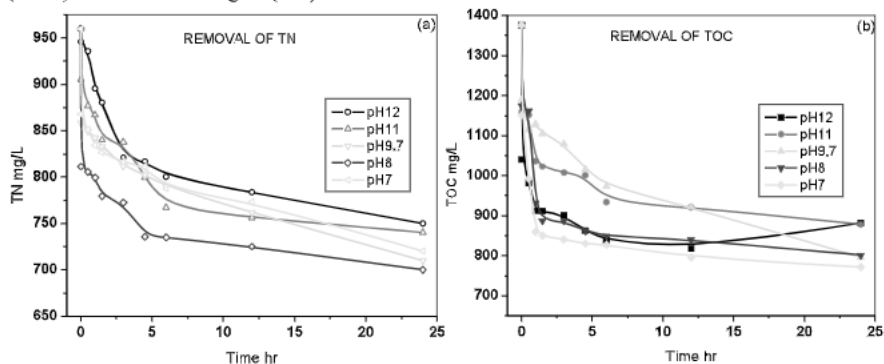 (a)
REMOVAL OF TN
pH12
pH11
pH9.7
pH8
pH7
950
900
850
800
750
700
650
TN mg/L
0 5 10 15 20 25
Time hr
(b)
REMOVAL OF TOC
pH12
pH11
pH9,7
pH8
pH7
1400
1300
1200
1100
1000
900
800
700
TOC mg/L
0 5 10 15 20 25
Time hr